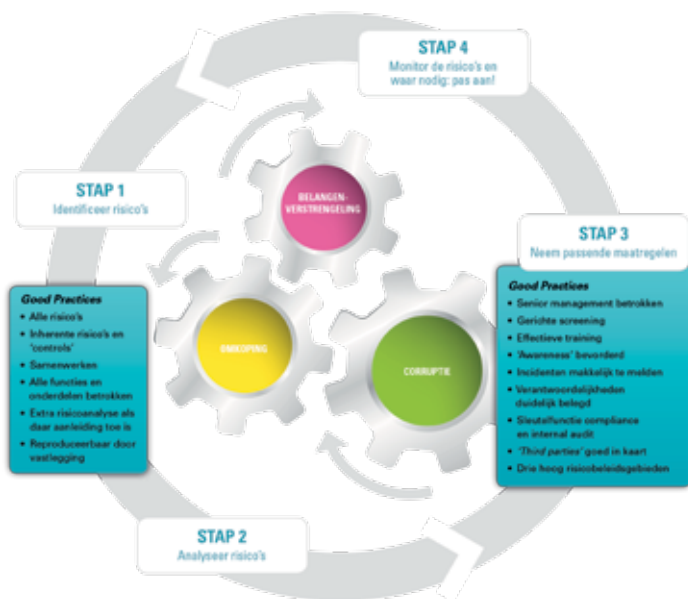 STAP 4
Monitor de risico's en
waar nodig: pas aan!
STAP 1
Identificeer risico's
BELANGEN-
VERSTRENGELING
STAP 3
Neem passende maatregelen
Good Practices
• Alle risico's
• Inherente risico's en
'controls'
• Samenwerken
• Alle functies en
onderdelen betrokken
• Extra risicoanalyse als
daar aanleiding toe is
• Reproduceerbaar door
vastlegging
OMKOPING
CORRUPTIE
Good Practices
• Senior management betrokken
• Gerichte screening
• Effectieve training
• 'Awareness' bevorderd
• Incidenten makkelijk te melden
• Verantwoordelijkheden
duidelijk belegd
• Sleutelfunctie compliance
en internal audit
• 'Third parties' goed in kaart
• Drie hoog risicobeleidsgebieden
STAP 2
Analyseer risico's